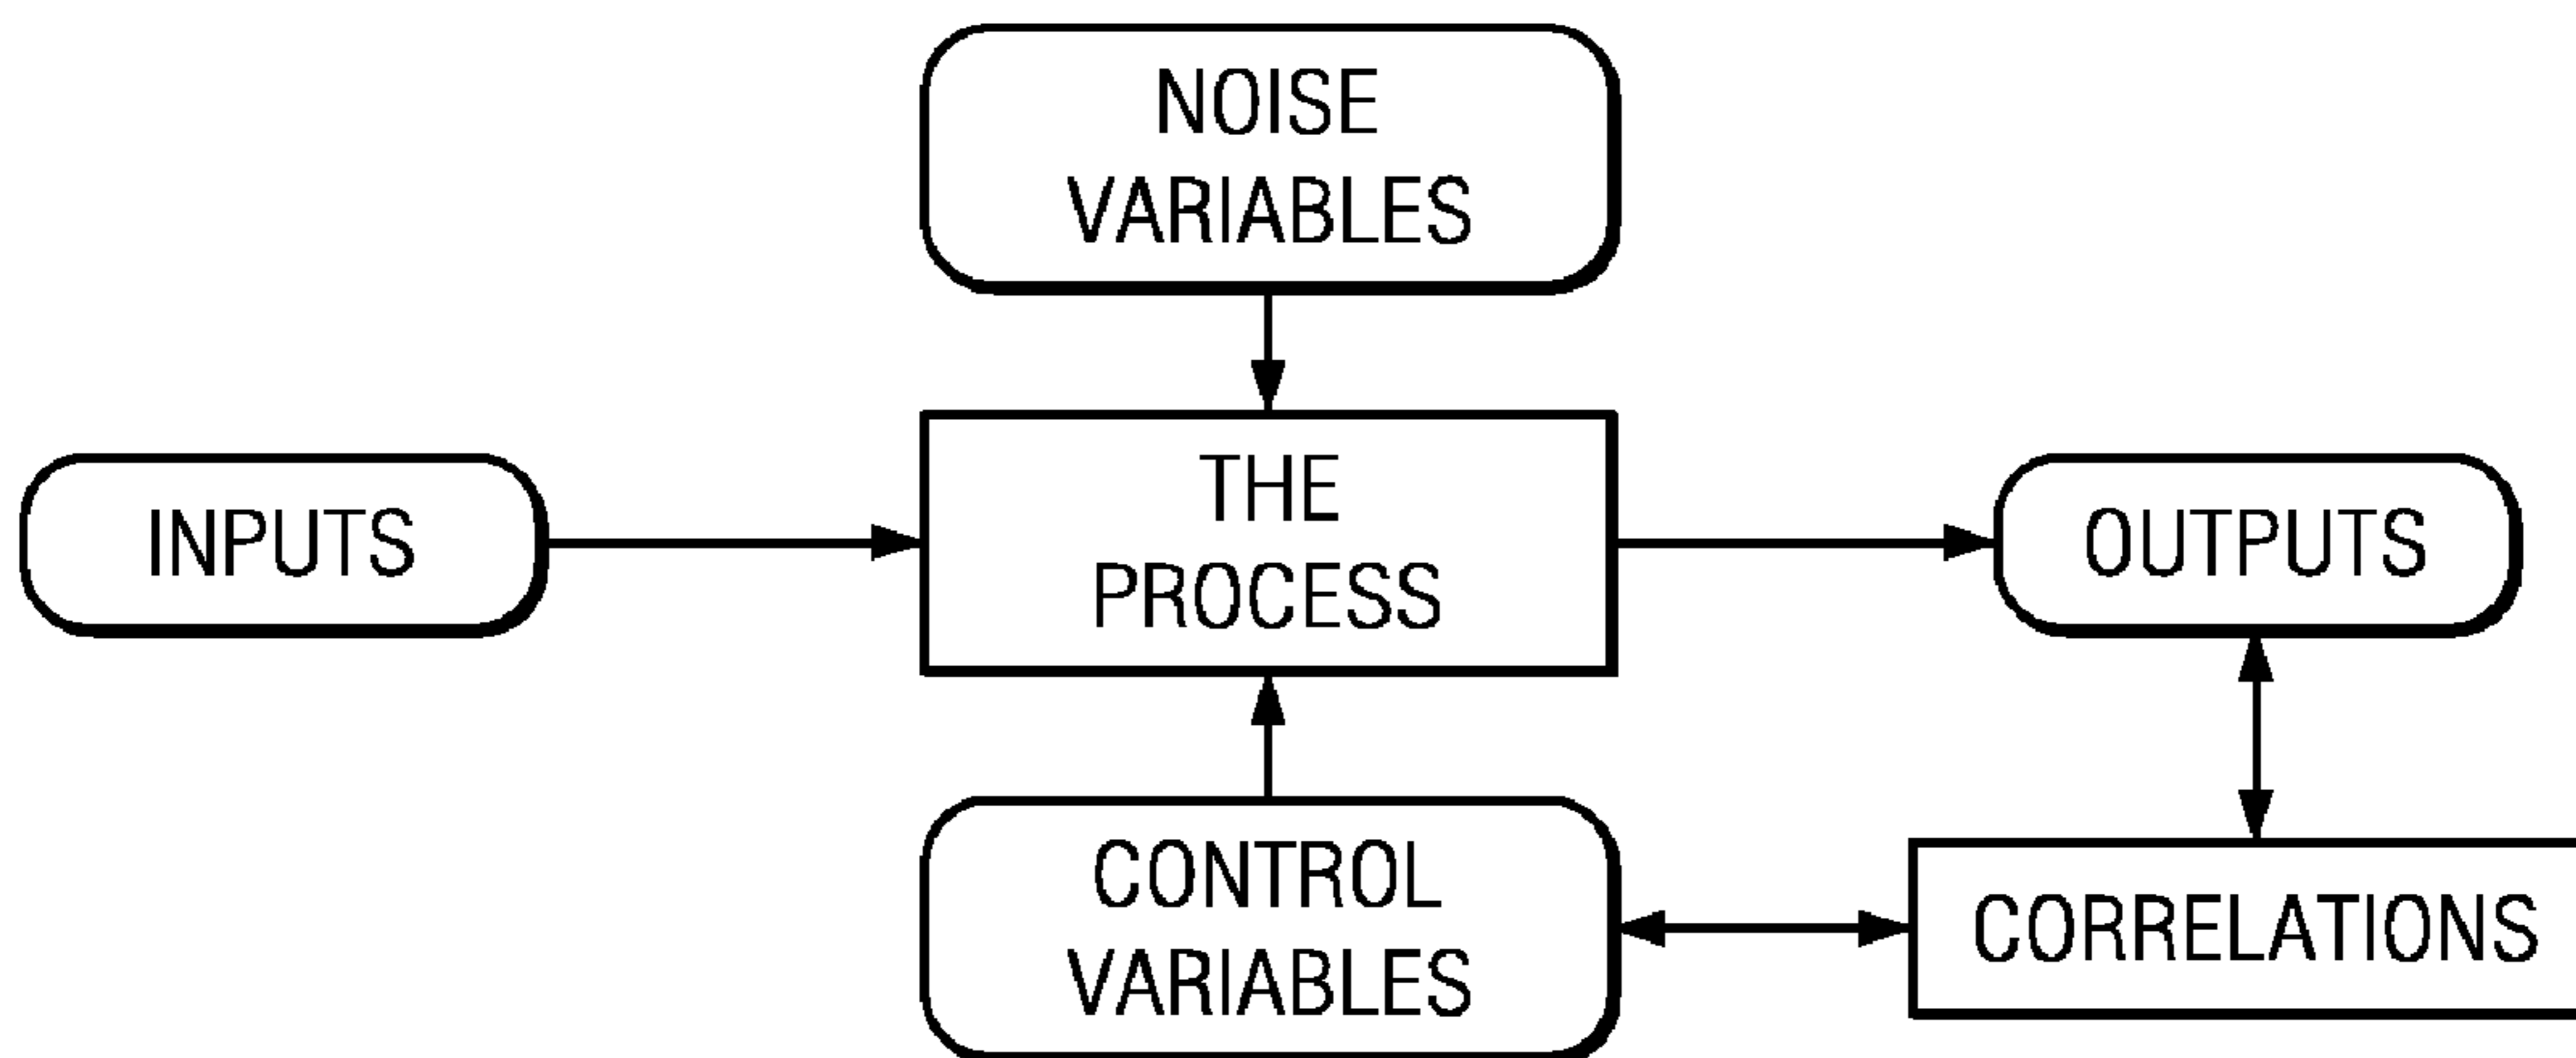 NOISE
VARIABLES
INPUTS
THE
PROCESS
OUTPUTS
CONTROL
VARIABLES
CORRELATIONS